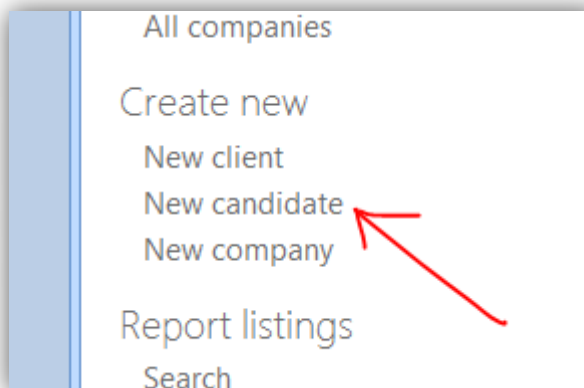 All companies
Create new
New client
New candidate
New company
Report listings
Search